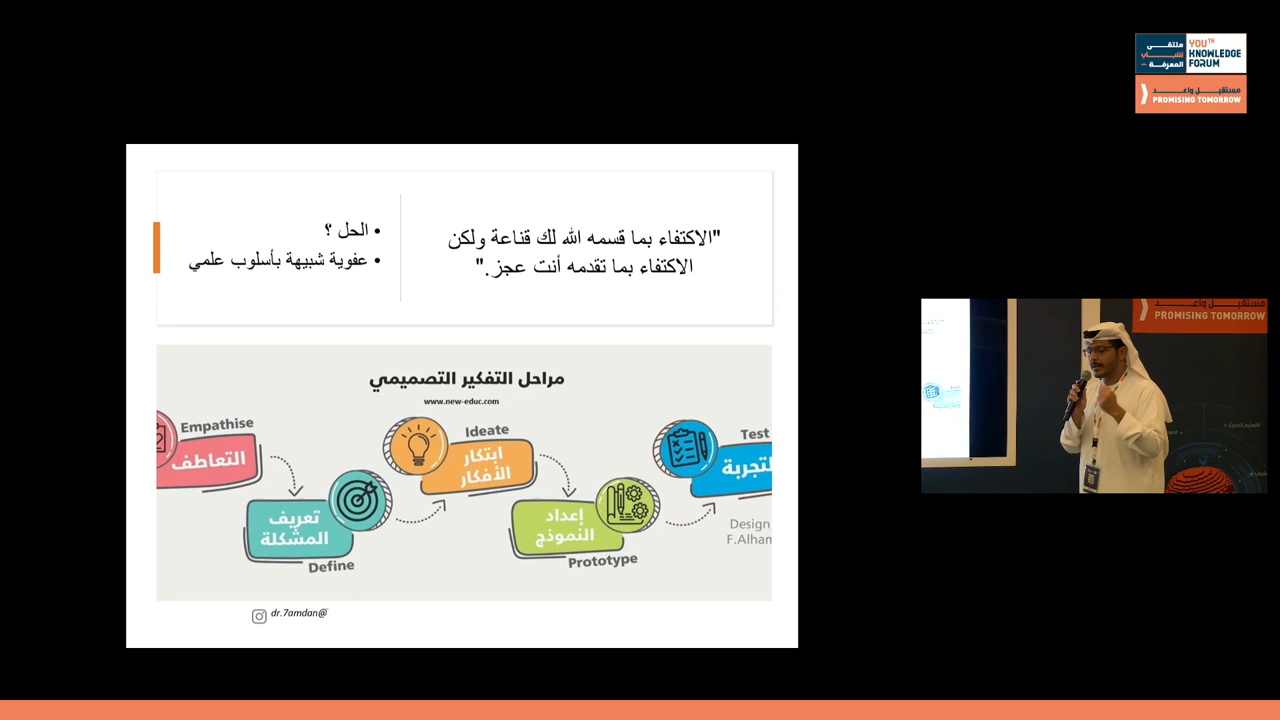 ملتقى
شباب
المعرفة
YOUTH
KNOWLEDGE
FORUM
مستقبل واعد
PROMISING TOMORROW
"الاكتفاء بما قسمه الله لك قناعة ولكن
الاكتفاء بما تقدمه أنت عجز."
• الحل ؟
• عفوية شبيهة بأسلوب علمي
مراحل التفكير التصميمي
www.new-educ.com
Empathise
التعاطف
تعريف
المشكلة
Define
Ideate
ابتكار
الأفكار
إعداد
النموذج
Prototype
Test
لتجربة
Design
F.Alham
dr.7amdan@
مستقبل واعد
PROMISING TOMORROW